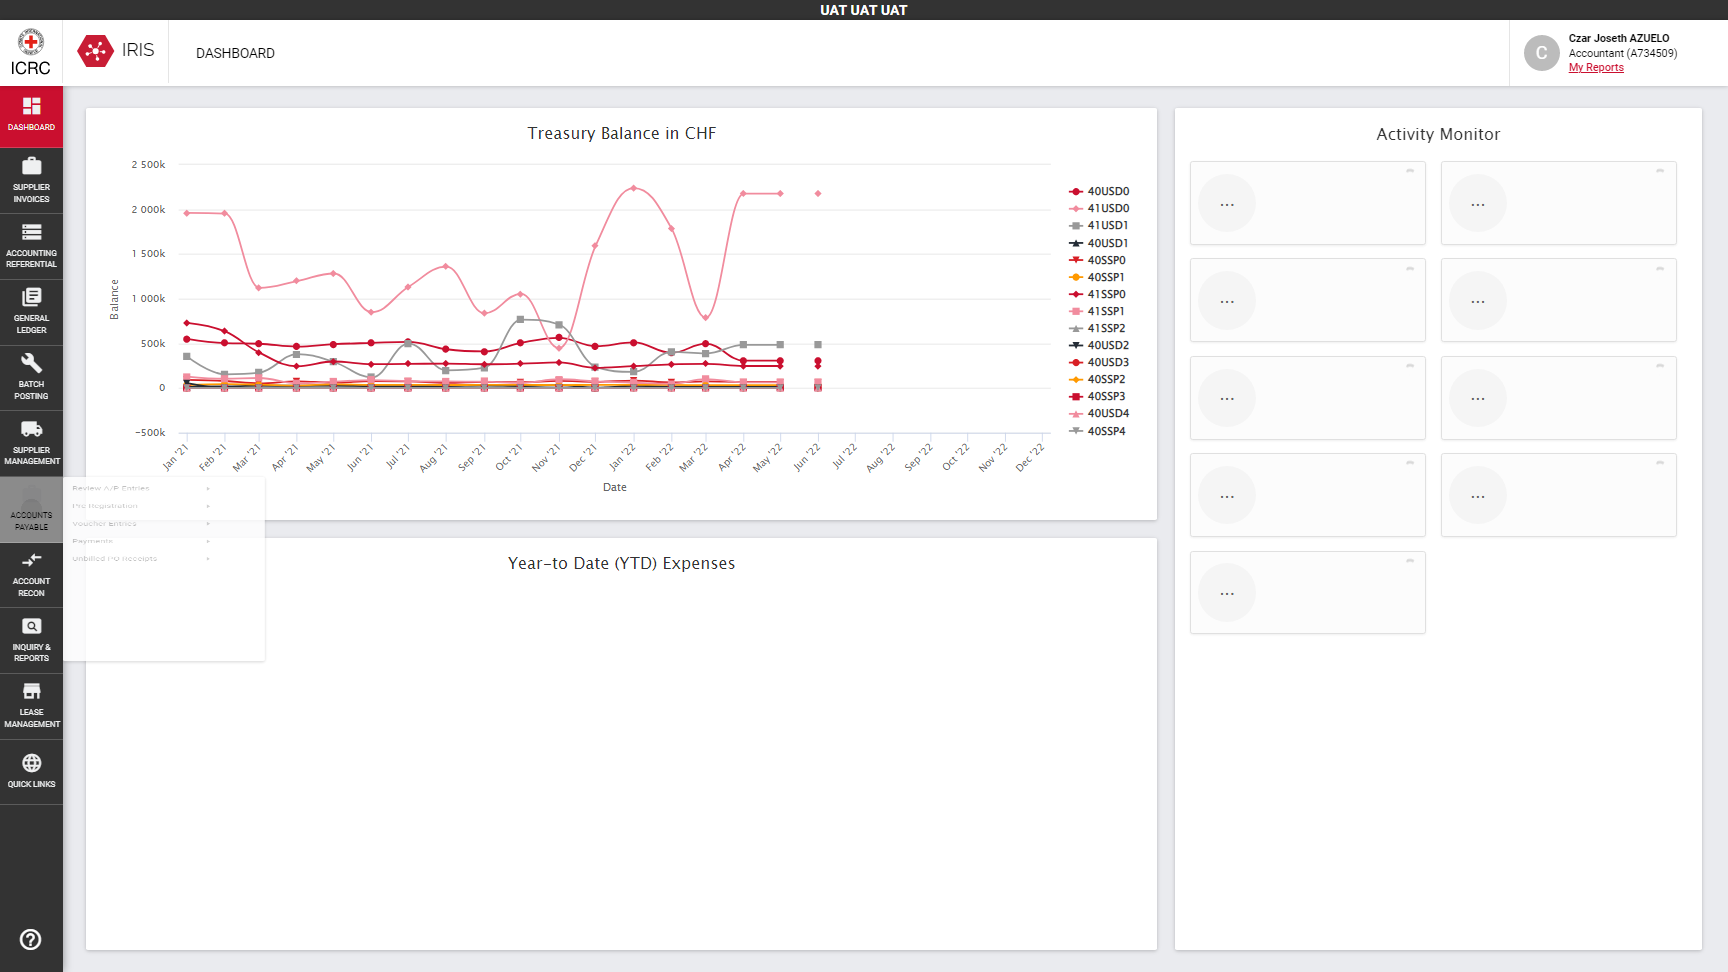 UAT UAT UAT
ICRC
IRIS
DASHBOARD
Czar Joseth AZUELO
Accountant (A734509)
My Reports
C
DASHBOARD
SUPPLIER
INVOICES
ACCOUNTING
REFERENTIAL
GENERAL
LEDGER
BATCH
POSTING
SUPPLIER
MANAGEMENT
ACCOUNTS
PAYABLE
ACCOUNT
RECON
INQUIRY &
REPORTS
LEASE
MANAGEMENT
QUICK LINKS
Review A/P Entries
Pre Registration
Voucher Entries
Payments
Unbilled PO Receipts
Treasury Balance in CHF
Balance
2 500k
2 000k
1 500k
1 000k
500k
0
-500k
Jan '21
Feb '21
Mar '21
Apr '21
May '21
Jun '21
Jul '21
Aug '21
Sep '21
Oct '21
Nov '21
Dec '21
Jan '22
Feb '22
Mar '22
Apr '22
May '22
Jun '22
Jul '22
Aug '22
Sep '22
Oct '22
Nov '22
Dec '22
Date
40USD0
41USD0
41USD1
40USD1
40SSP0
40SSP1
41SSP0
41SSP1
41SSP2
40USD2
40USD3
40SSP2
40SSP3
40USD4
40SSP4
Year-to Date (YTD) Expenses
Activity Monitor
...
...
...
...
...
...
...
...
...